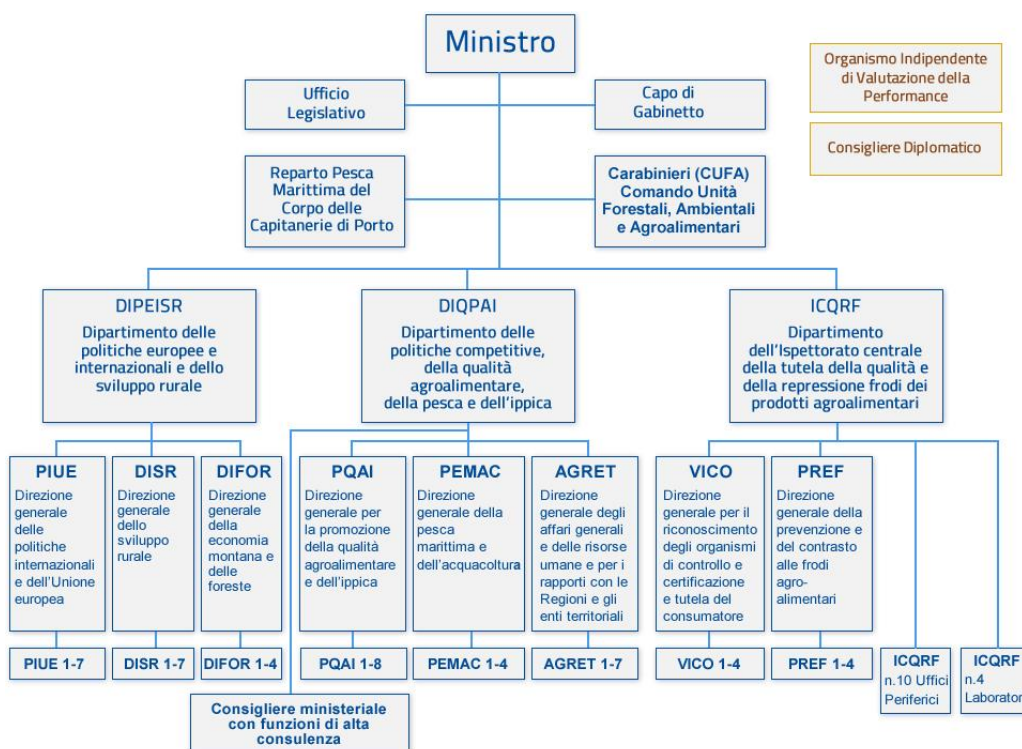 Ministro
Organismo Indipendente
di Valutazione della
Performance
Ufficio
Legislativo
Capo di
Gabinetto
Consigliere Diplomatico
Reparto Pesca
Marittima del
Corpo delle
Capitanerie di Porto
Carabinieri (CUFA)
Comando Unità
Forestali, Ambientali
e Agroalimentari
DIPEISR
Dipartimento delle
politiche europee e
internazionali e dello
sviluppo rurale
DIQPAI
Dipartimento delle
politiche competitive,
della qualità
agroalimentare,
della pesca e dell'ippica
ICQRF
Dipartimento
dell'Ispettorato centrale
della tutela della qualità e
della repressione frodi dei
prodotti agroalimentari
PIUE
Direzione
generale
delle
politiche
internazionali
e dell'Unione
europea
DISR
Direzione
generale
dello
sviluppo
rurale
DIFOR
Direzione
generale
della
economia
montana e
delle
foreste
PQAI
Direzione
generale per
la promozione
della qualità
agroalimentare
e dell'ippica
PEMAC
Direzione
generale della
pesca
marittima e
dell'acquacoltura
AGRET
Direzione
generale degli
affari generali
e delle risorse
umane e per i
rapporti con le
Regioni e gli
enti territoriali
VICO
Direzione
generale per il
riconoscimento
degli organismi
di controllo e
certificazione
e tutela del
consumatore
PREF
Direzione
generale della
prevenzione e
del contrasto
alle frodi
agro-
alimentari
PIUE 1-7
DISR 1-7
DIFOR 1-4
PQAI 1-8
PEMAC 1-4
AGRET 1-7
VICO 1-4
PREF 1-4
ICQRF
n.10 Uffici
Periferici
ICQRF
n.4
Laborator
Consigliere ministeriale
con funzioni di alta
consulenza